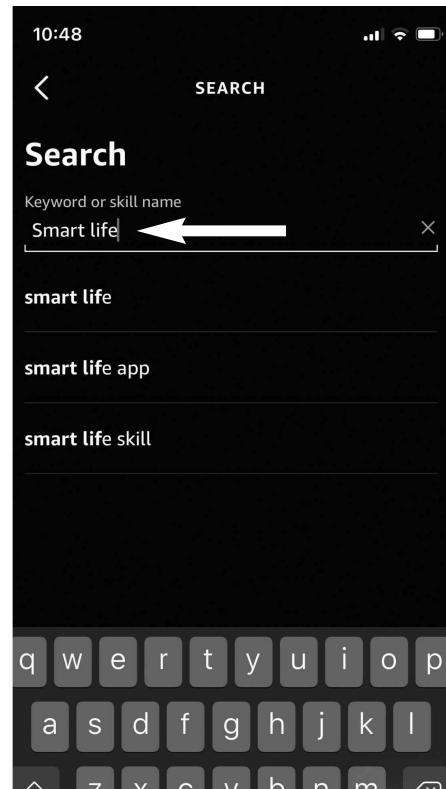 10:48
SEARCH
Search
Keyword or skill name
Smart life
smart life
smart life app
smart life skill
q w e r t y u i o p
a s d f g h j k l
z x c v b n m